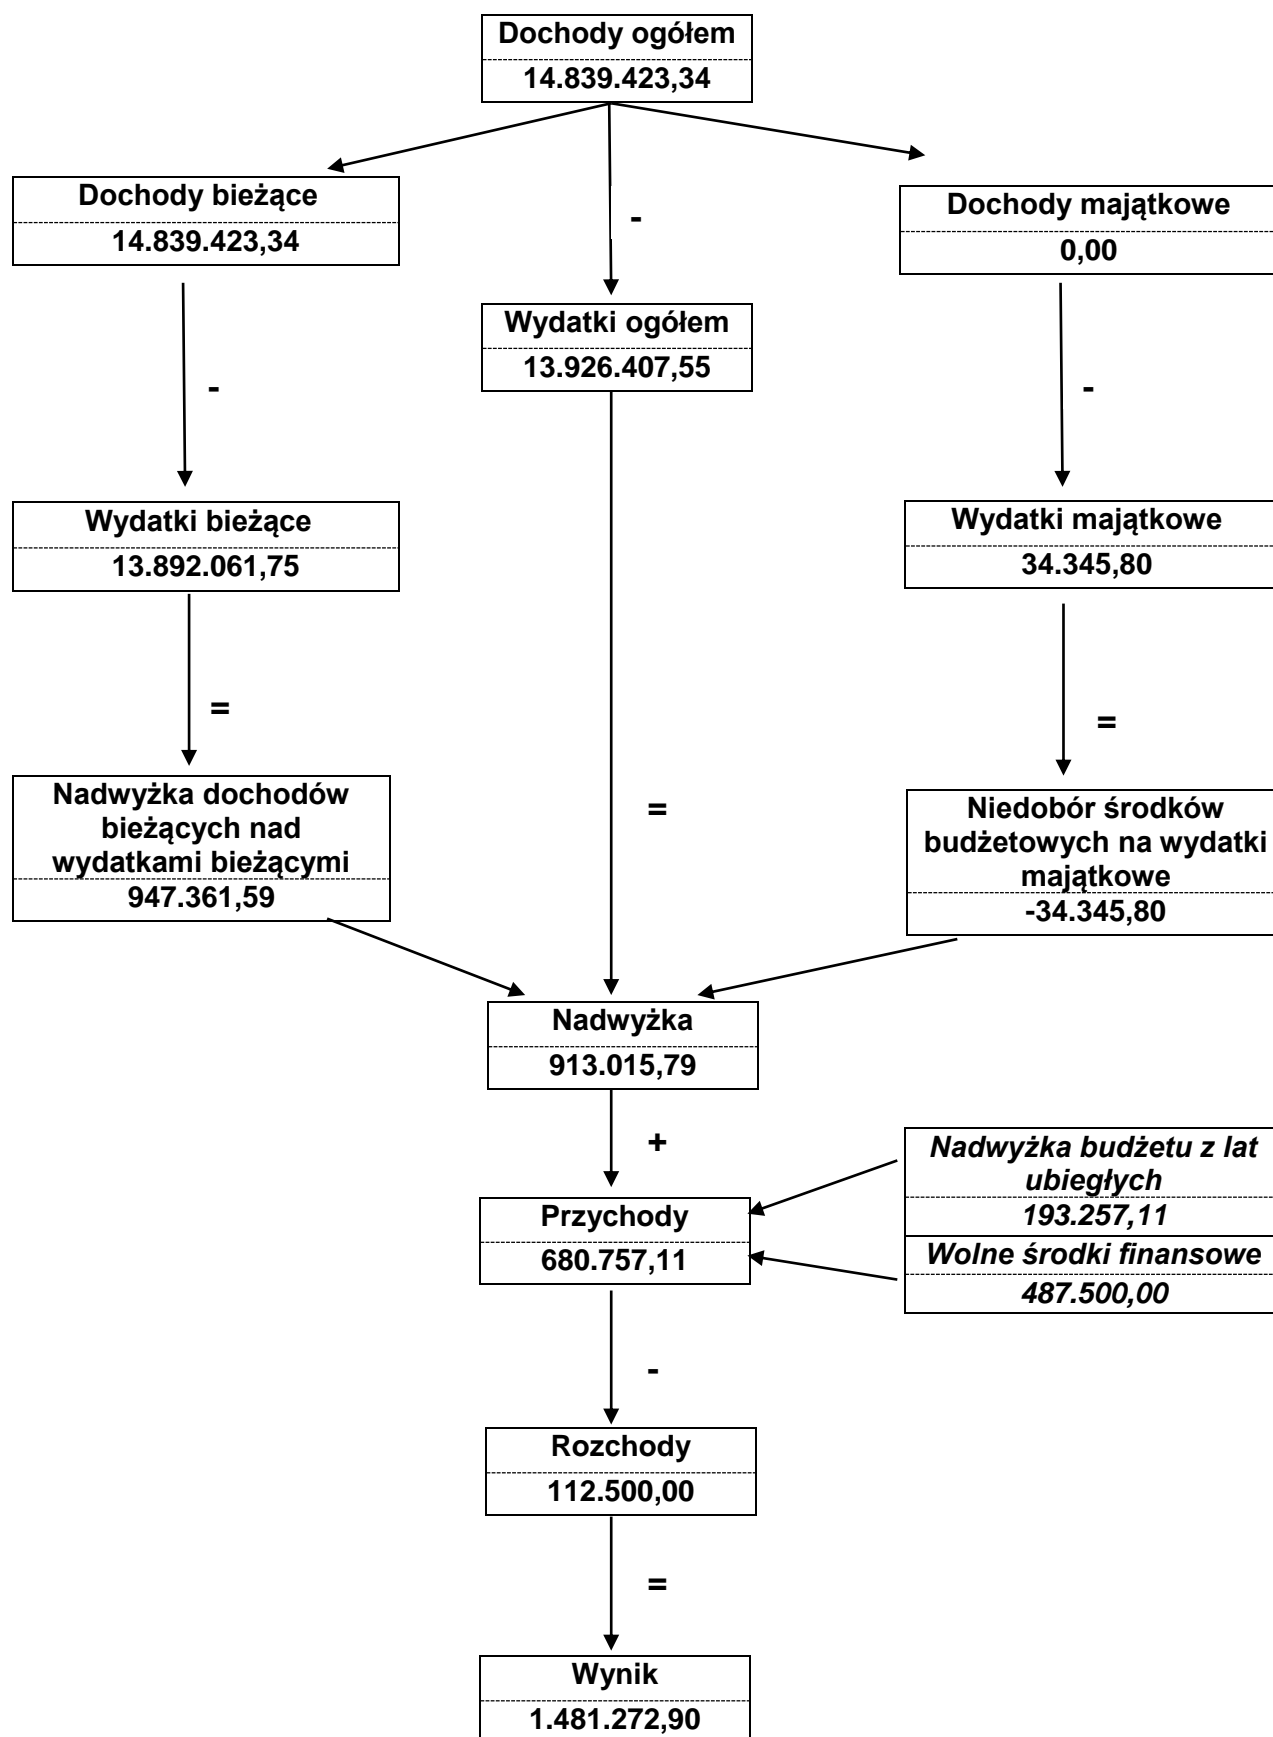 Dochody ogółem
14.839.423,34
Dochody bieżące
14.839.423,34
-
Dochody majątkowe
0,00
Wydatki ogółem
13.926.407,55
-
-
Wydatki bieżące
13.892.061,75
Wydatki majątkowe
34.345,80
=
=
=
Nadwyżka dochodów
bieżących nad
wydatkami bieżącymi
947.361,59
Niedobór środków
budżetowych na wydatki
majątkowe
-34.345,80
Nadwyżka
913.015,79
+
Nadwyżka budżetu z lat
ubiegłych
193.257,11
Wolne środki finansowe
487.500,00
Przychody
680.757,11
-
Rozchody
112.500,00
=
Wynik
1.481.272,90